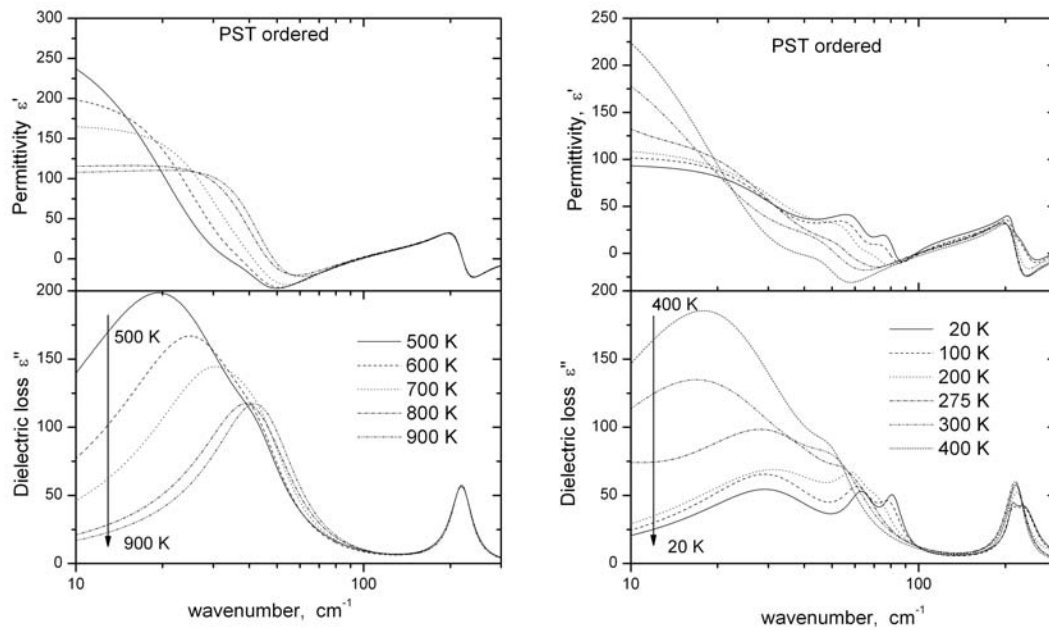 PST ordered
Permittivity ε'
300
250
200
150
100
50
0
200
Dielectric loss ε''
150
100
50
0
500 K
900 K
500 K
600 K
700 K
800 K
900 K
10
100
wavenumber, cm-1
PST ordered
Permittivity, ε'
250
225
200
150
100
50
0
200
Dielectric loss ε''
150
100
50
0
400 K
20 K
20 K
100 K
200 K
275 K
300 K
400 K
10
100
wavenumber, cm-1